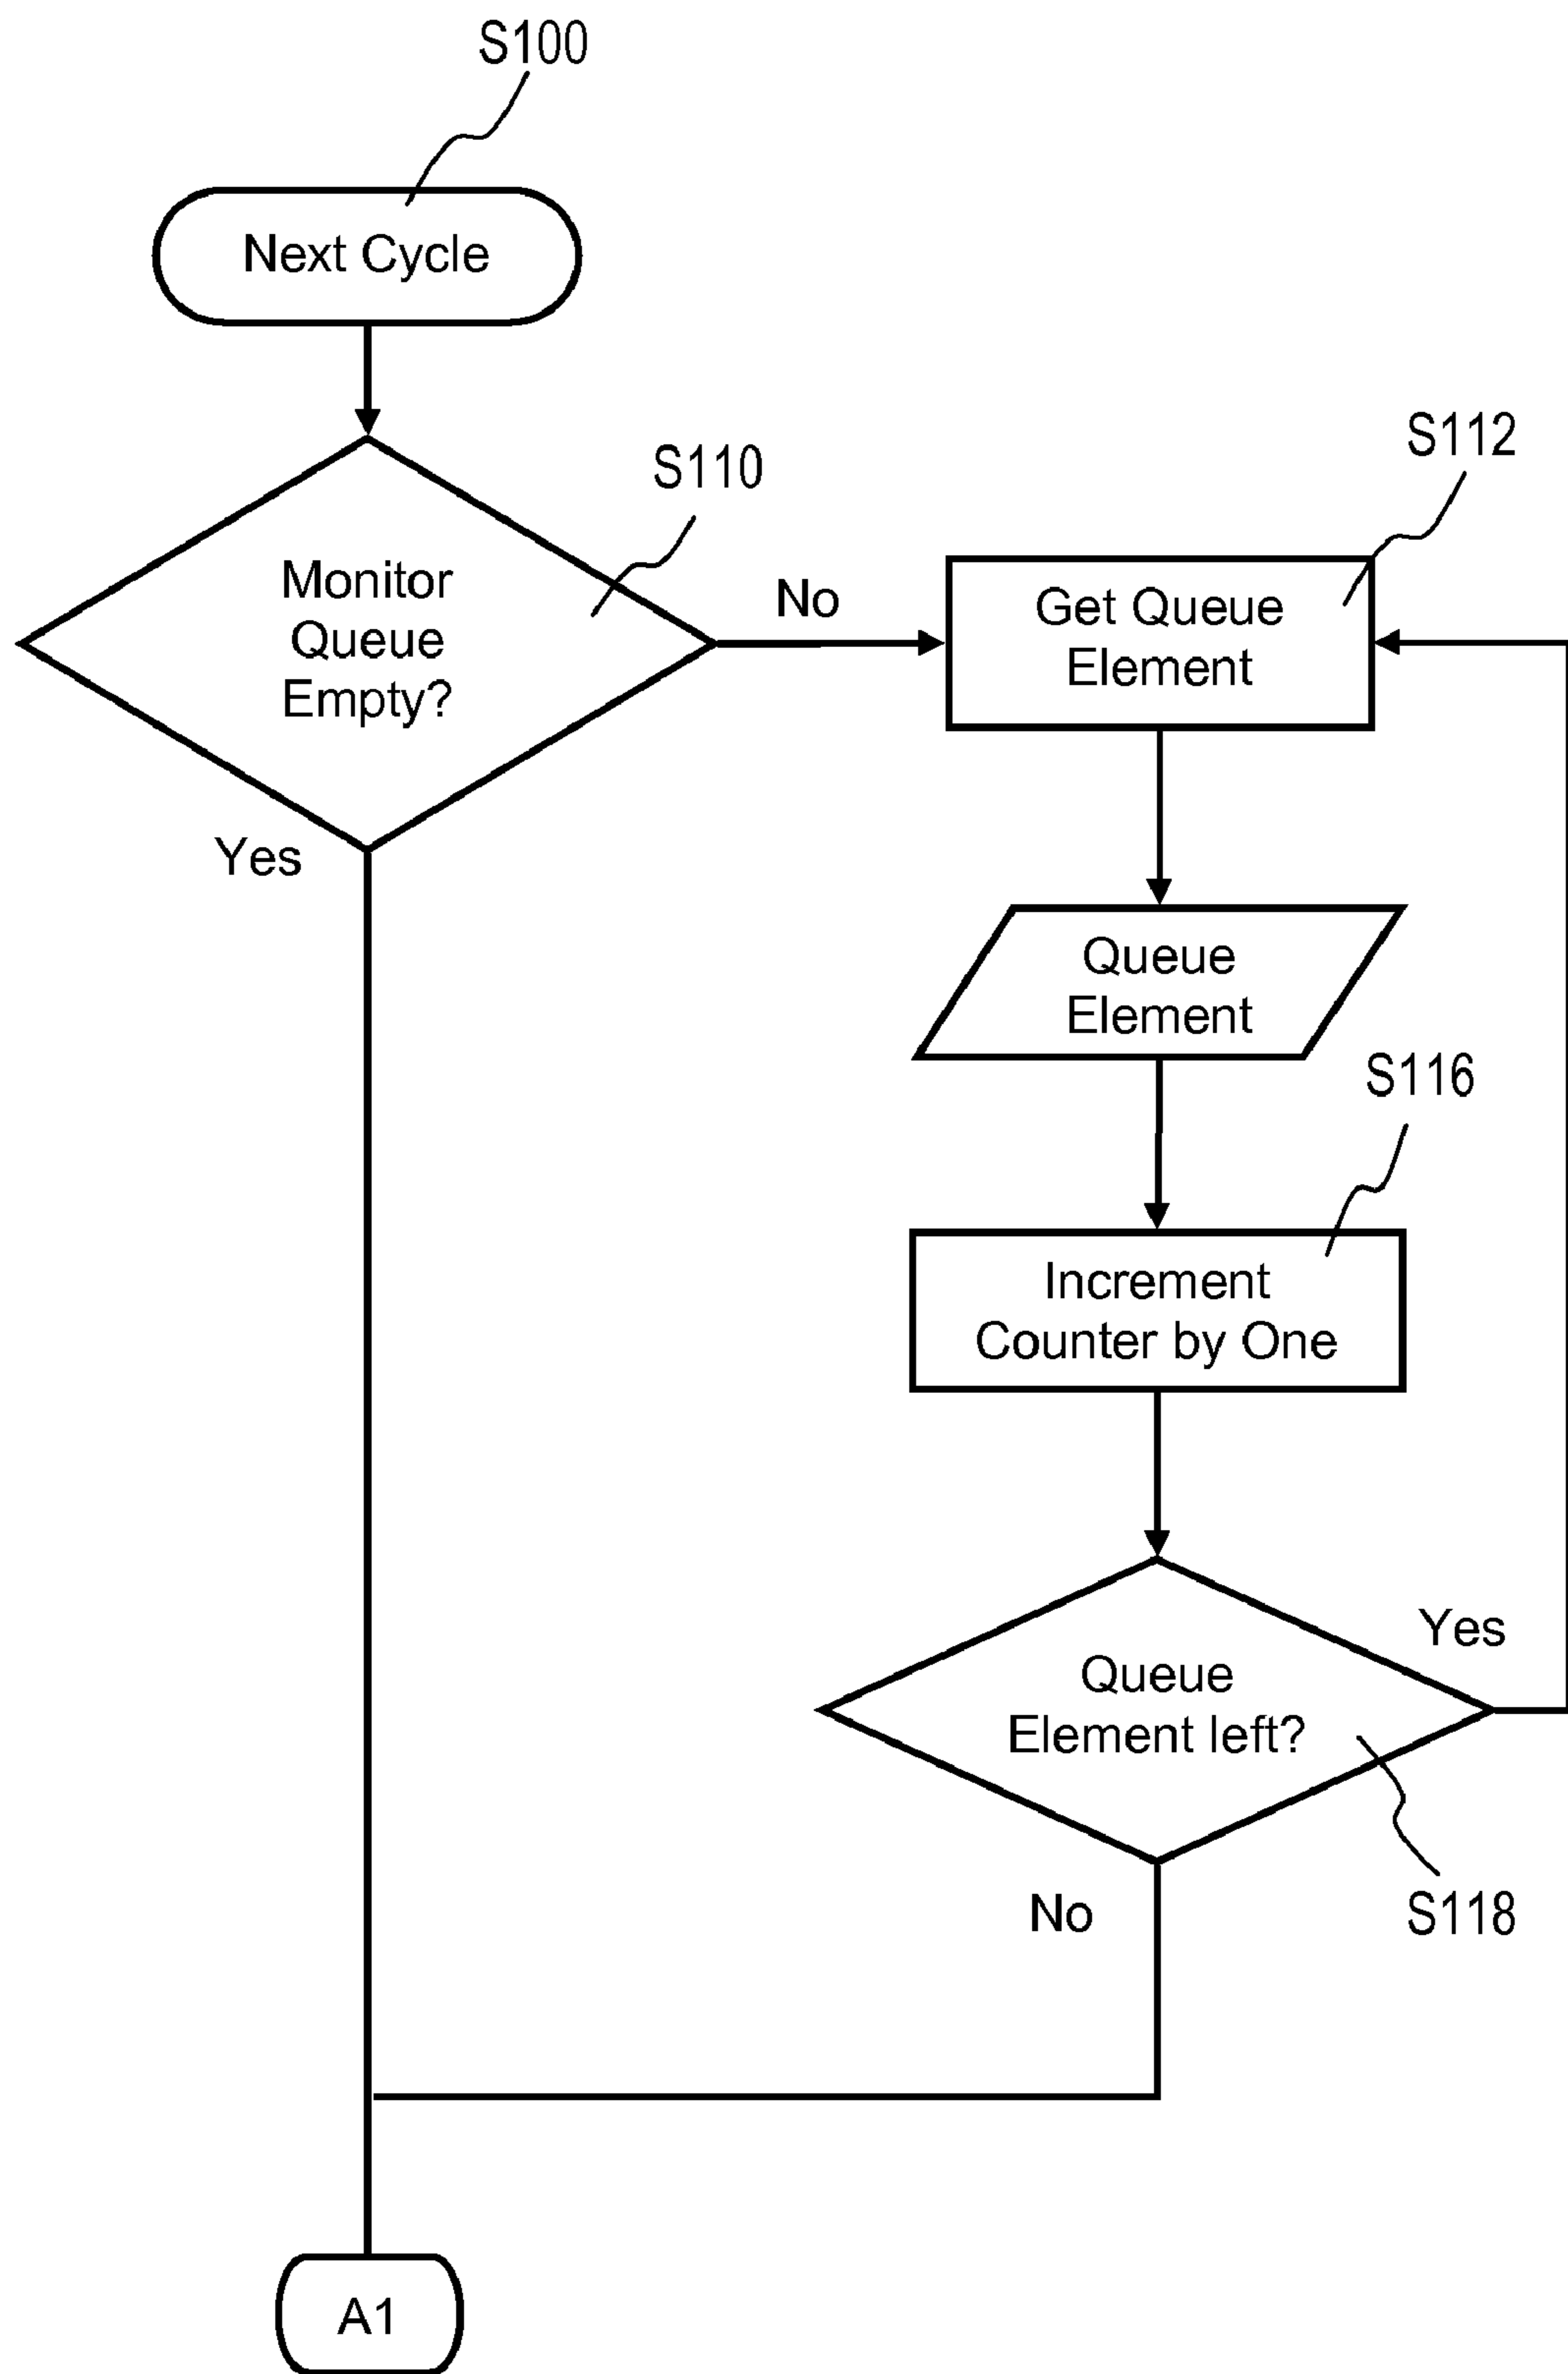 S100
Next Cycle
S110
Monitor
Queue
Empty?
No
Yes
S112
Get Queue
Element
Queue
Element
S116
Increment
Counter by One
Queue
Element left?
Yes
No
S118
A1